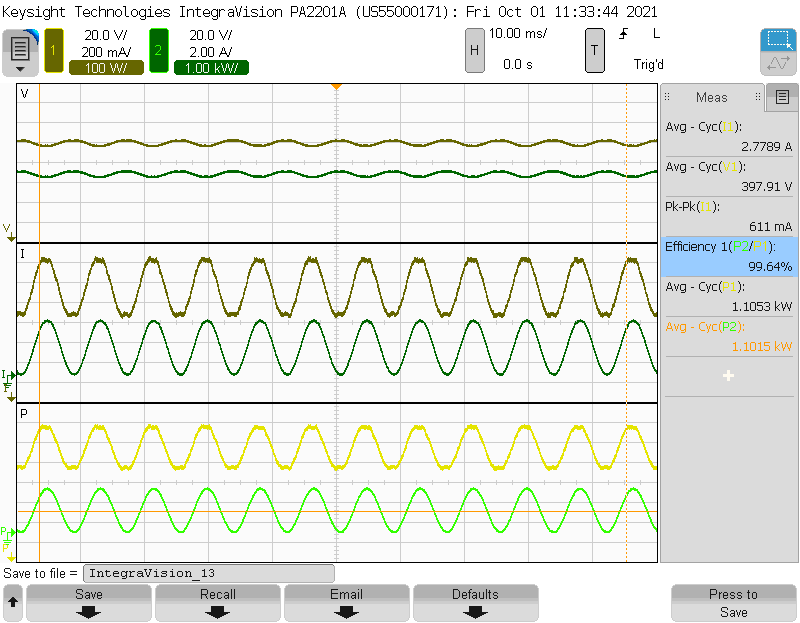 Keysight Technologies IntegraVision PA2201A (US55000171): Fri Oct 01 11:33:44 2021
1 20.0 V/ 200 mA/ 100 W/
2 20.0 V/ 2.00 A/ 1.00 kW/
H 10.00 ms/ 0.0 s
T L Trig'd
V
Meas
Avg - Cyc(I1):
2.7789 A
Avg - Cyc(V1):
397.91 V
Pk-Pk(I1):
611 mA
Efficiency 1(P2/P1):
99.64%
Avg - Cyc(P1):
1.1053 kW
Avg - Cyc(P2):
1.1015 kW
V
I
I
P
P
Save to file = IntegraVision_13
Save Recall Email Defaults Press to
Save